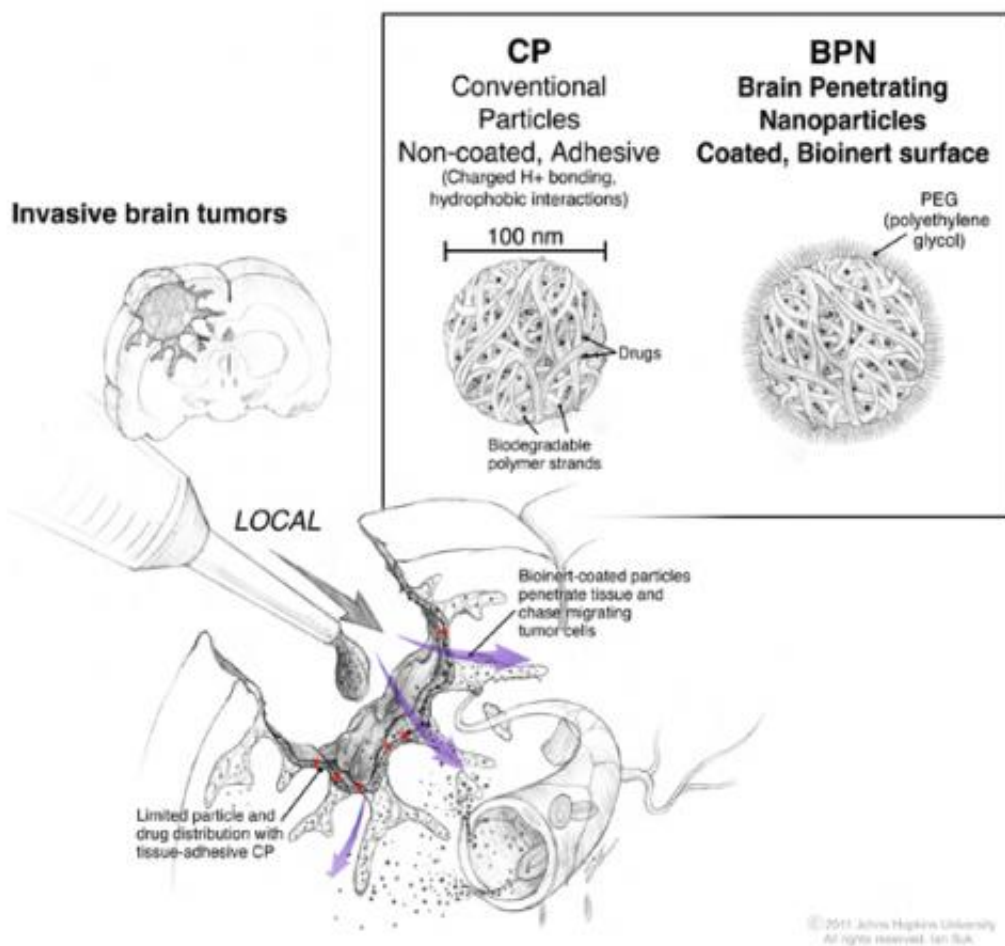 CP
Conventional
Particles
Non-coated, Adhesive
(Charged H+ bonding,
hydrophobic interactions)
100 nm
Drugs
Biodegradable
polymer strands
BPN
Brain Penetrating
Nanoparticles
Coated, Bioinert surface
PEG
(polyethylene
glycol)
Invasive brain tumors
LOCAL
Bioinert-coated particles
penetrate tissue and
chase migrating
tumor cells
Limited particle and
drug distribution with
tissue-adhesive CP
© 2011 Johns Hopkins University
All rights reserved. Ian Suk